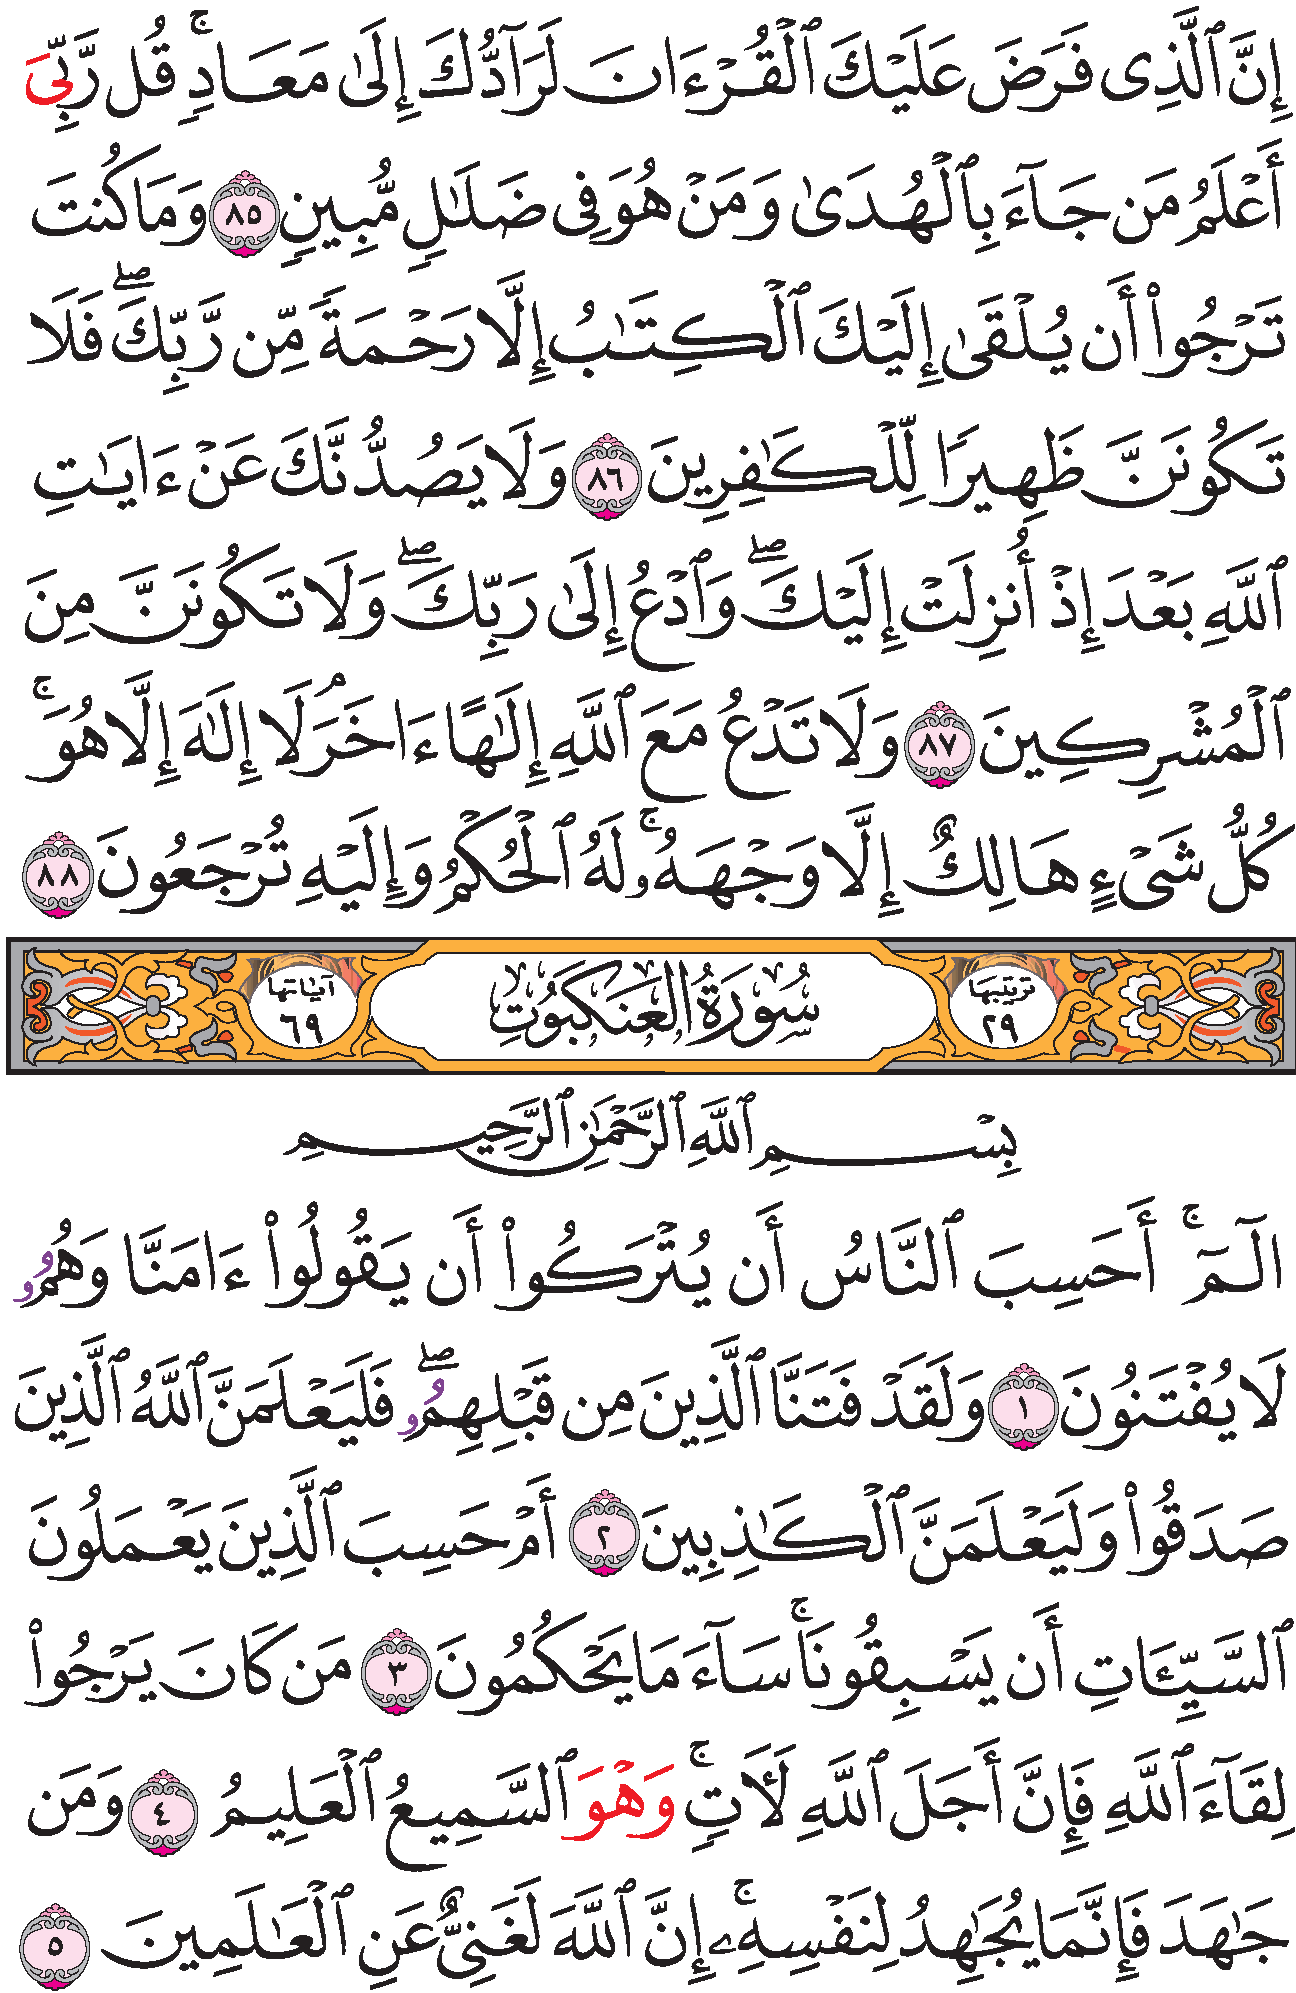 إِنَّ ٱلَّذِى فَرَضَ عَلَيْكَ ٱلْقُرْءَانَ لَرَآدُّكَ إِلَىٰ مَعَادٍۚ قُل رَّبِّىَ
أَعْلَمُ مَن جَآءَ بِٱلْهُدَىٰ وَمَنْ هُوَ فِى ضَلَٰلٍ مُّبِينٍ ٨٥ وَمَا كُنتَ
تَرْجُوٓا۟ أَن يُلْقَىٰٓ إِلَيْكَ ٱلْكِتَٰبُ إِلَّا رَحْمَةً مِّن رَّبِّكَۖ فَلَا
تَكُونَنَّ ظَهِيرًا لِّلْكَٰفِرِينَ ٨٦ وَلَا يَصُدُّنَّكَ عَنْ ءَايَٰتِ
ٱللَّهِ بَعْدَ إِذْ أُنزِلَتْ إِلَيْكَۖ وَٱدْعُ إِلَىٰ رَبِّكَۖ وَلَا تَكُونَنَّ مِنَ
ٱلْمُشْرِكِينَ ٨٧ وَلَا تَدْعُ مَعَ ٱللَّهِ إِلَٰهًا ءَاخَرَۘ لَا إِلَٰهَ إِلَّا هُوَۚ
كُلُّ شَىْءٍ هَالِكٌ إِلَّا وَجْهَهُۥۚ لَهُ ٱلْحُكْمُ وَإِلَيْهِ تُرْجَعُونَ ٨٨
ترتيبها ٢٩ سُورَةُ العَنكَبُوتِ آياتها ٦٩
بِسْمِ ٱللَّهِ ٱلرَّحْمَٰنِ ٱلرَّحِيمِ
الٓمٓۚ أَحَسِبَ ٱلنَّاسُ أَن يُتْرَكُوٓا۟ أَن يَقُولُوٓا۟ ءَامَنَّا وَهُمُۥ
لَا يُفْتَنُونَ ١ وَلَقَدْ فَتَنَّا ٱلَّذِينَ مِن قَبْلِهِمُۥۖ فَلَيَعْلَمَنَّ ٱللَّهُ ٱلَّذِينَ
صَدَقُوا۟ وَلَيَعْلَمَنَّ ٱلْكَٰذِبِينَ ٢ أَمْ حَسِبَ ٱلَّذِينَ يَعْمَلُونَ
ٱلسَّيِّـَٔاتِ أَن يَسْبِقُونَاۚ سَآءَ مَا يَحْكُمُونَ ٣ مَن كَانَ يَرْجُوا۟
لِقَآءَ ٱللَّهِ فَإِنَّ أَجَلَ ٱللَّهِ لَـَٔاتٍۚ وَهْوَ ٱلسَّمِيعُ ٱلْعَلِيمُ ٤ وَمَن
جَٰهَدَ فَإِنَّمَا يُجَٰهِدُ لِنَفْسِهِۦٓۚ إِنَّ ٱللَّهَ لَغَنِىٌّ عَنِ ٱلْعَٰلَمِينَ ٥